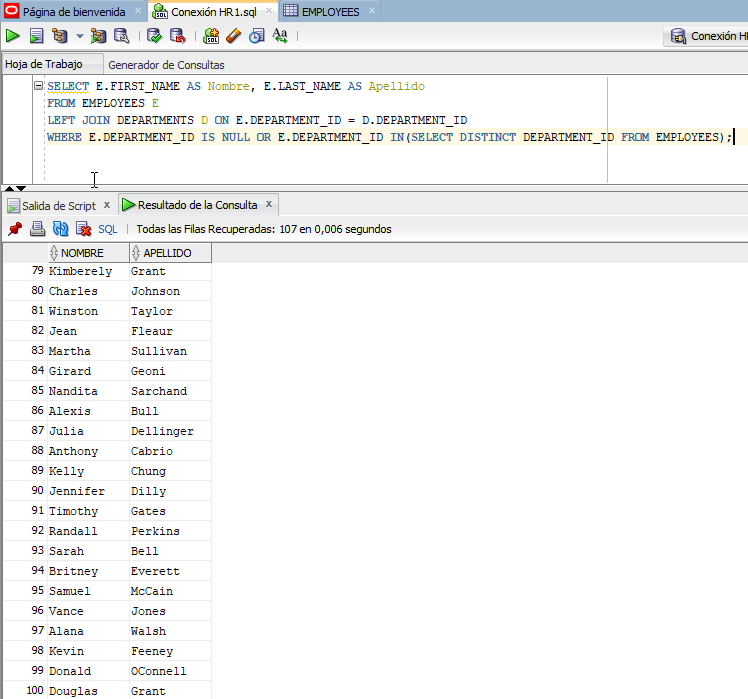 Página de bienvenida × Conexión HR 1.sql × EMPLOYEES ×
SQL Aa Conexión HR
Hoja de Trabajo Generador de Consultas
SELECT E.FIRST_NAME AS Nombre, E.LAST_NAME AS Apellido
FROM EMPLOYEES E
LEFT JOIN DEPARTMENTS D ON E.DEPARTMENT_ID = D.DEPARTMENT_ID
WHERE E.DEPARTMENT_ID IS NULL OR E.DEPARTMENT_ID IN(SELECT DISTINCT DEPARTMENT_ID FROM EMPLOYEES);
Salida de Script × Resultado de la Consulta ×
SQL | Todas las Filas Recuperadas: 107 en 0,006 segundos
NOMBRE APELLIDO
79 Kimberely Grant
80 Charles Johnson
81 Winston Taylor
82 Jean Fleaur
83 Martha Sullivan
84 Girard Geoni
85 Nandita Sarchand
86 Alexis Bull
87 Julia Dellinger
88 Anthony Cabrio
89 Kelly Chung
90 Jennifer Dilly
91 Timothy Gates
92 Randall Perkins
93 Sarah Bell
94 Britney Everett
95 Samuel McCain
96 Vance Jones
97 Alana Walsh
98 Kevin Feeney
99 Donald OConnell
100 Douglas Grant